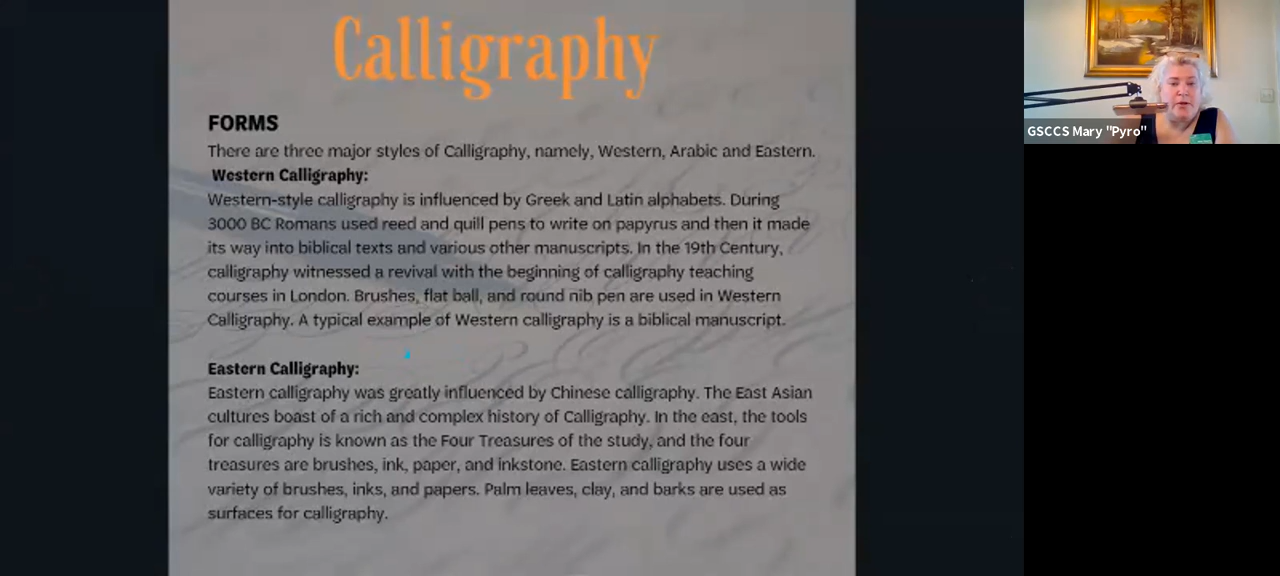 Calligraphy
FORMS
There are three major styles of Calligraphy, namely, Western, Arabic and Eastern.
Western Calligraphy:
Western-style calligraphy is influenced by Greek and Latin alphabets. During
3000 BC Romans used reed and quill pens to write on papyrus and then it made
its way into biblical texts and various other manuscripts. In the 19th Century,
calligraphy witnessed a revival with the beginning of calligraphy teaching
courses in London. Brushes, flat ball, and round nib pen are used in Western
Calligraphy. A typical example of Western calligraphy is a biblical manuscript.
Eastern Calligraphy:
Eastern calligraphy was greatly influenced by Chinese calligraphy. The East Asian
cultures boast of a rich and complex history of Calligraphy. In the east, the tools
for calligraphy is known as the Four Treasures of the study, and the four
treasures are brushes, ink, paper, and inkstone. Eastern calligraphy uses a wide
variety of brushes, inks, and papers. Palm leaves, clay, and barks are used as
surfaces for calligraphy.
GSCCS Mary "Pyro"